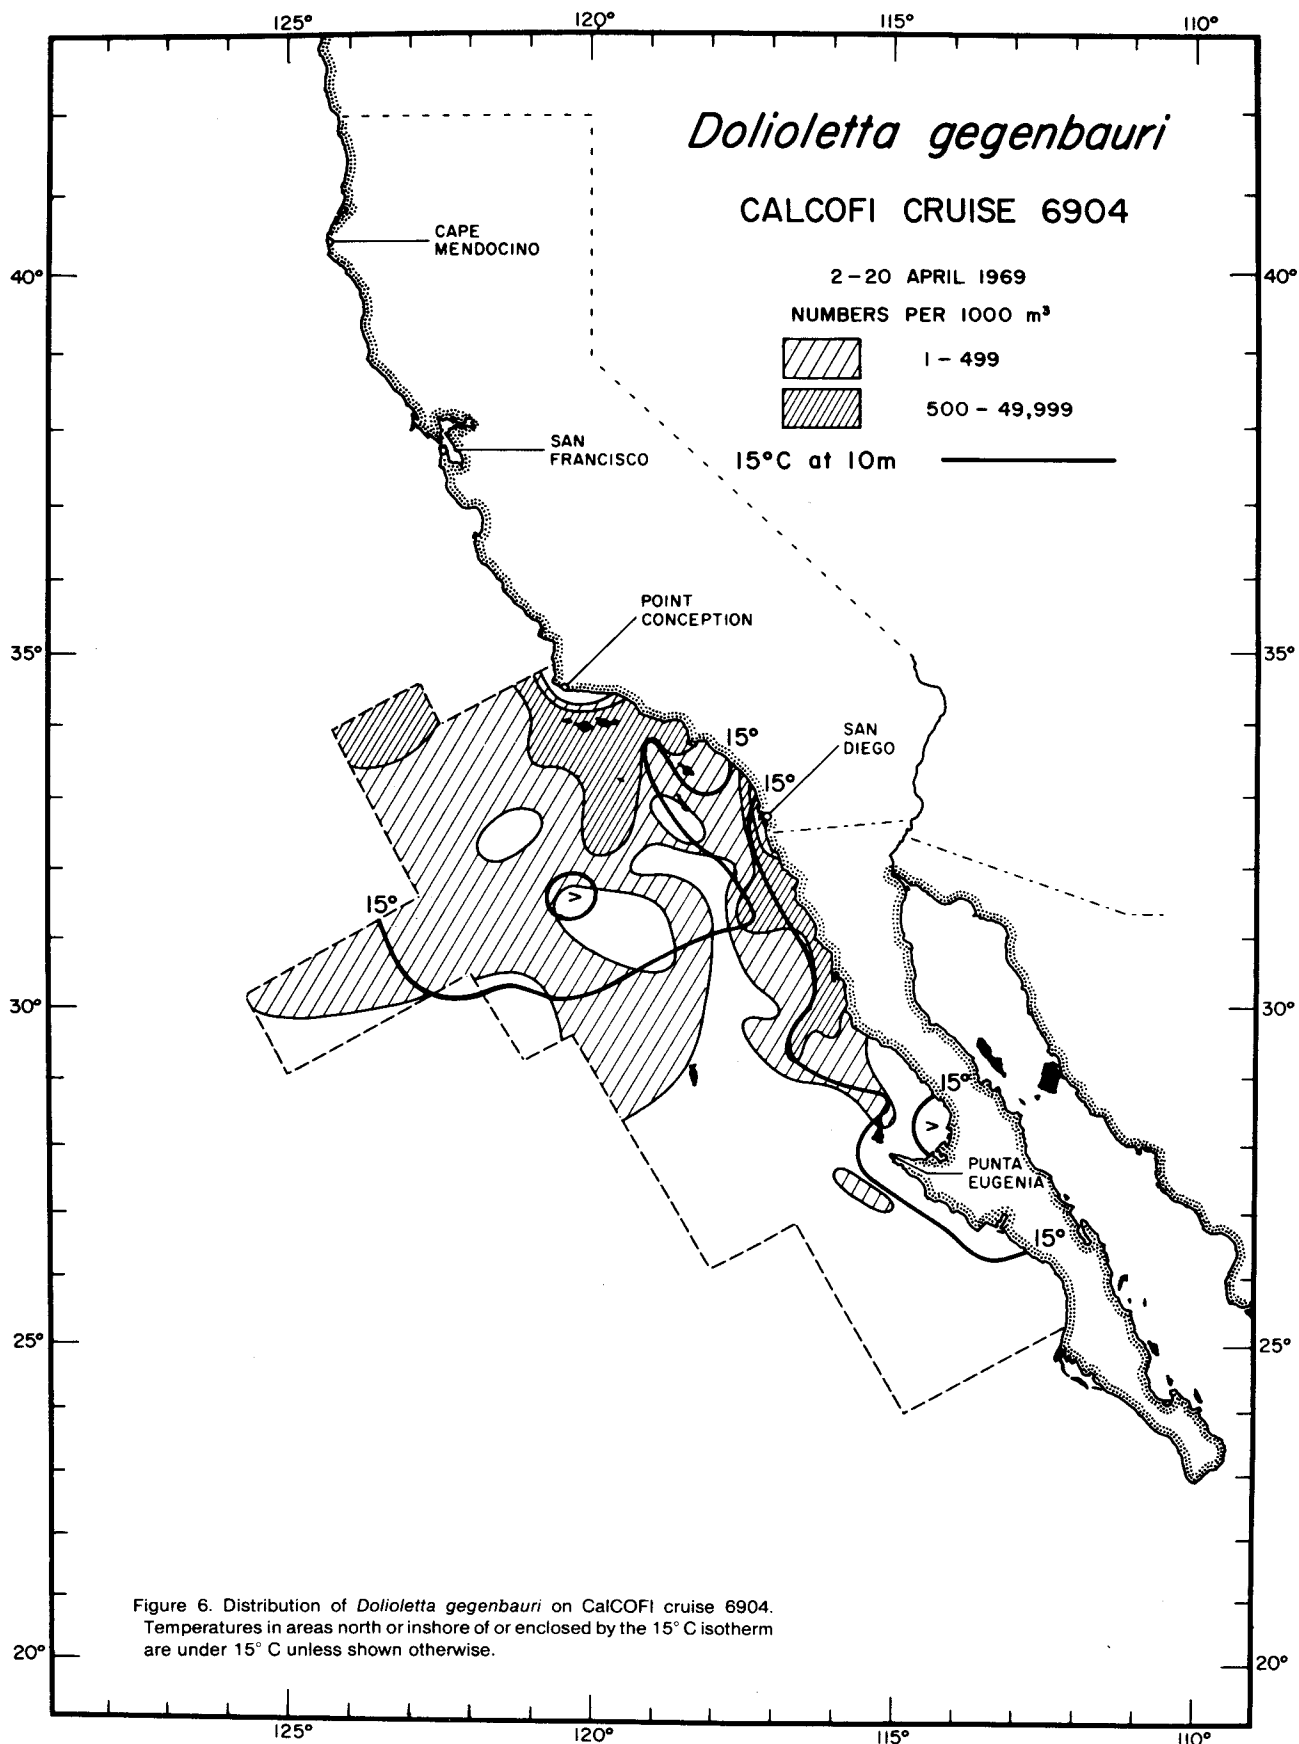 125°
120°
115°
110°
Dolioletta gegenbauri
CALCOFI CRUISE 6904
CAPE
MENDOCINO
40°
2-20 APRIL 1969
40°
NUMBERS PER 1000 m³
1-499
500-49,999
SAN
FRANCISCO
15°C at 10m
POINT
CONCEPTION
35°
35°
SAN
DIEGO
15°
15°
>
15°
30°
30°
15°
>
PUNTA
EUGENIA
15°
25°
25°
Figure 6. Distribution of Dolioletta gegenbauri on CalCOFI cruise 6904.
Temperatures in areas north or inshore of or enclosed by the 15° C isotherm
are under 15° C unless shown otherwise.
20°
20°
125°
120°
115°
110°